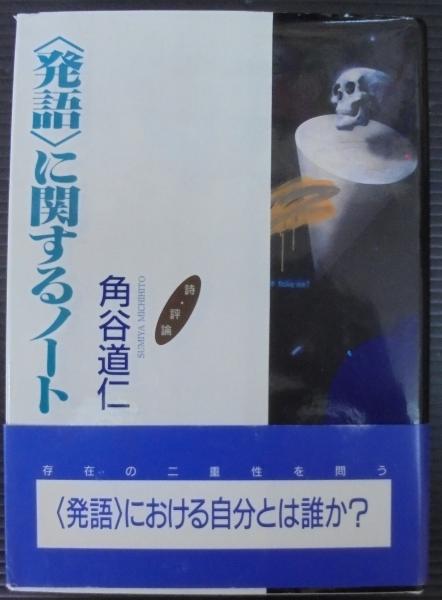 〈発語〉に関するノート
詩・評論
角谷道仁
SUMIYA MICHIHITO
存在の二重性を問う
〈発語〉における自分とは誰か?